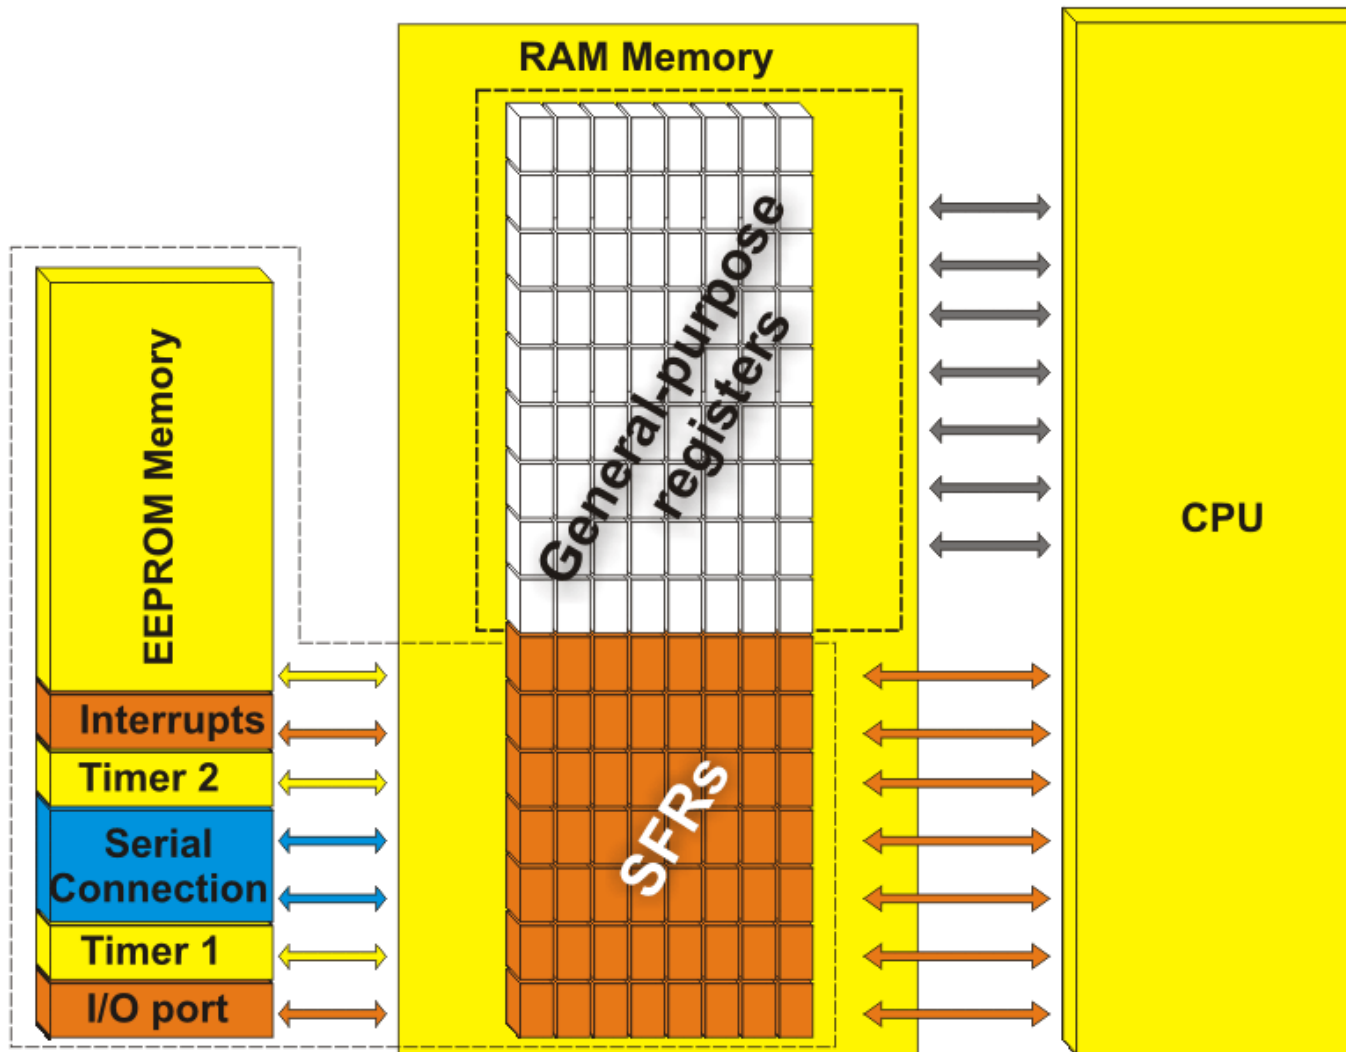 RAM Memory
General-purpose
registers
SFRs
EEPROM Memory
Interrupts
Timer 2
Serial
Connection
Timer 1
I/O port
CPU